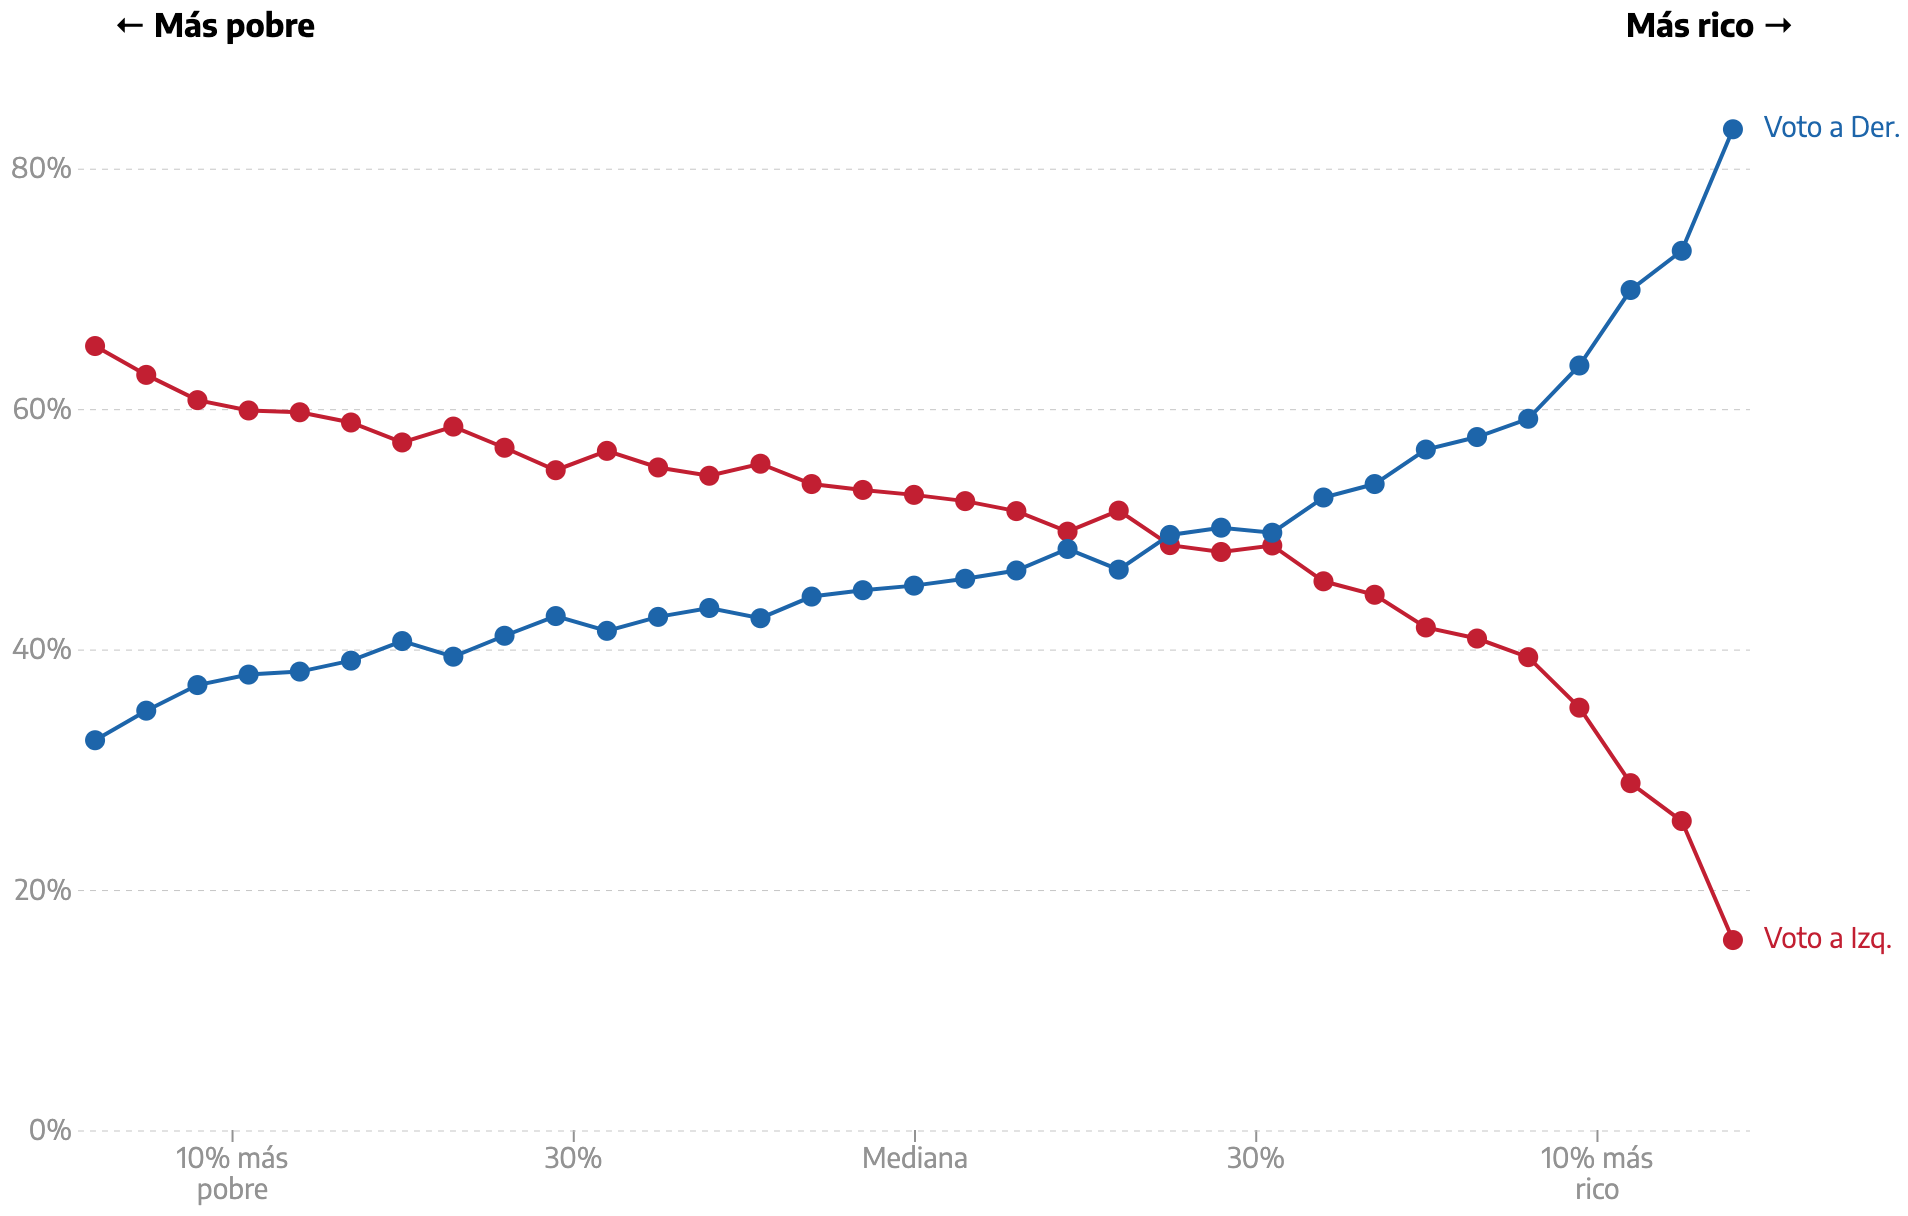 ← Más pobre
Más rico →
Voto a Der.
80%
60%
40%
20%
Voto a Izq.
0%
10% más
pobre
30%
Mediana
30%
10% más
rico